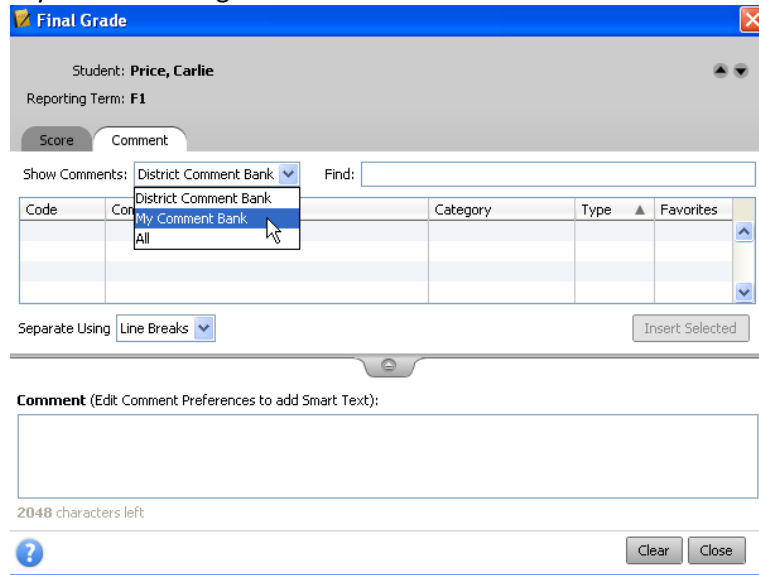 Final Grade
Student: Price, Carlie
Reporting Term: F1
Score Comment
Show Comments: District Comment Bank Find:
District Comment Bank
My Comment Bank
All
Code Category Type Favorites
Separate Using Line Breaks Insert Selected
Comment (Edit Comment Preferences to add Smart Text):
2048 characters left
? Clear Close